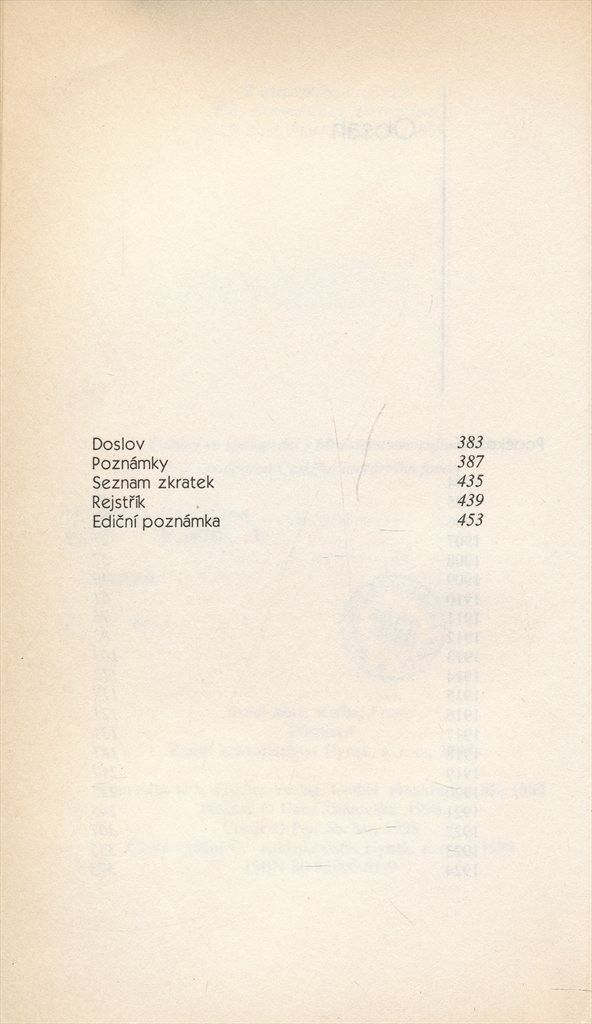 Doslov 383
Poznámky 387
Seznam zkratek 435
Rejstřík 439
Ediční poznámka 453